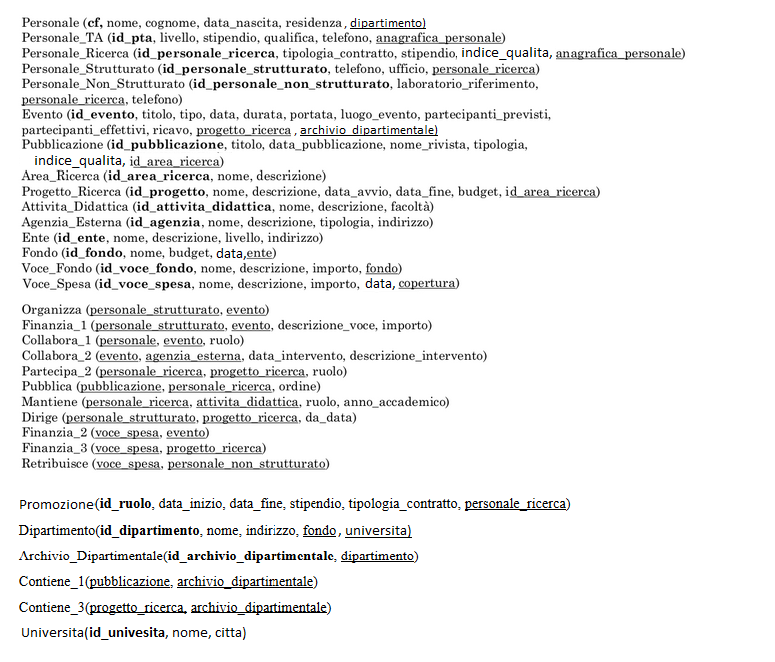 Personale (cf, nome, cognome, data_nascita, residenza, dipartimento)
Personale_TA (id_pta, livello, stipendio, qualifica, telefono, anagrafica_personale)
Personale_Ricerca (id_personale_ricerca, tipologia_contratto, stipendio, indice_qualita, anagrafica_personale)
Personale_Strutturato (id_personale_strutturato, telefono, ufficio, personale_ricerca)
Personale_Non_Strutturato (id_personale_non_strutturato, laboratorio_riferimento,
personale_ricerca, telefono)
Evento (id_evento, titolo, tipo, data, durata, portata, luogo_evento, partecipanti_previsti,
partecipanti_effettivi, ricavo, progetto_ricerca , archivio_dipartimentale)
Pubblicazione (id_pubblicazione, titolo, data_pubblicazione, nome_rivista, tipologia,
indice_qualita, id_area_ricerca)
Area_Ricerca (id_area_ricerca, nome, descrizione)
Progetto_Ricerca (id_progetto, nome, descrizione, data_avvio, data_fine, budget, id_area_ricerca)
Attivita_Didattica (id_attivita_didattica, nome, descrizione, facoltà)
Agenzia_Esterna (id_agenzia, nome, descrizione, tipologia, indirizzo)
Ente (id_ente, nome, descrizione, livello, indirizzo)
Fondo (id_fondo, nome, budget, data,ente)
Voce_Fondo (id_voce_fondo, nome, descrizione, importo, fondo)
Voce_Spesa (id_voce_spesa, nome, descrizione, importo, data, copertura)
Organizza (personale_strutturato, evento)
Finanzia_1 (personale_strutturato, evento, descrizione_voce, importo)
Collabora_1 (personale, evento, ruolo)
Collabora_2 (evento, agenzia_esterna, data_intervento, descrizione_intervento)
Partecipa_2 (personale_ricerca, progetto_ricerca, ruolo)
Pubblica (pubblicazione, personale_ricerca, ordine)
Mantiene (personale_ricerca, attivita_didattica, ruolo, anno_accademico)
Dirige (personale_strutturato, progetto_ricerca, da_data)
Finanzia_2 (voce_spesa, evento)
Finanzia_3 (voce_spesa, progetto_ricerca)
Retribuisce (voce_spesa, personale_non_strutturato)
Promozione(id_ruolo, data_inizio, data_fine, stipendio, tipologia_contratto, personale_ricerca)
Dipartimento(id_dipartimento, nome, indirizzo, fondo, universita)
Archivio_Dipartimentale(id_archivio_dipartimentale, dipartimento)
Contiene_1(pubblicazione, archivio_dipartimentale)
Contiene_3(progetto_ricerca, archivio_dipartimentale)
Universita(id_univesita, nome, citta)